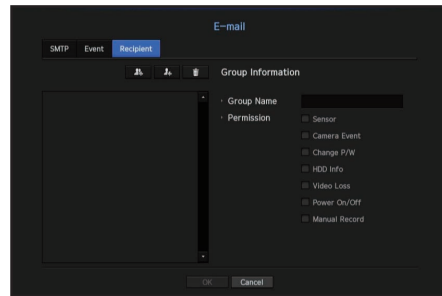 E-mail
SMTP Event Recipient
Group Information
Group Name
Permission
Sensor
Camera Event
Change P/W
HDD Info
Video Loss
Power On/Off
Manual Record
OK Cancel